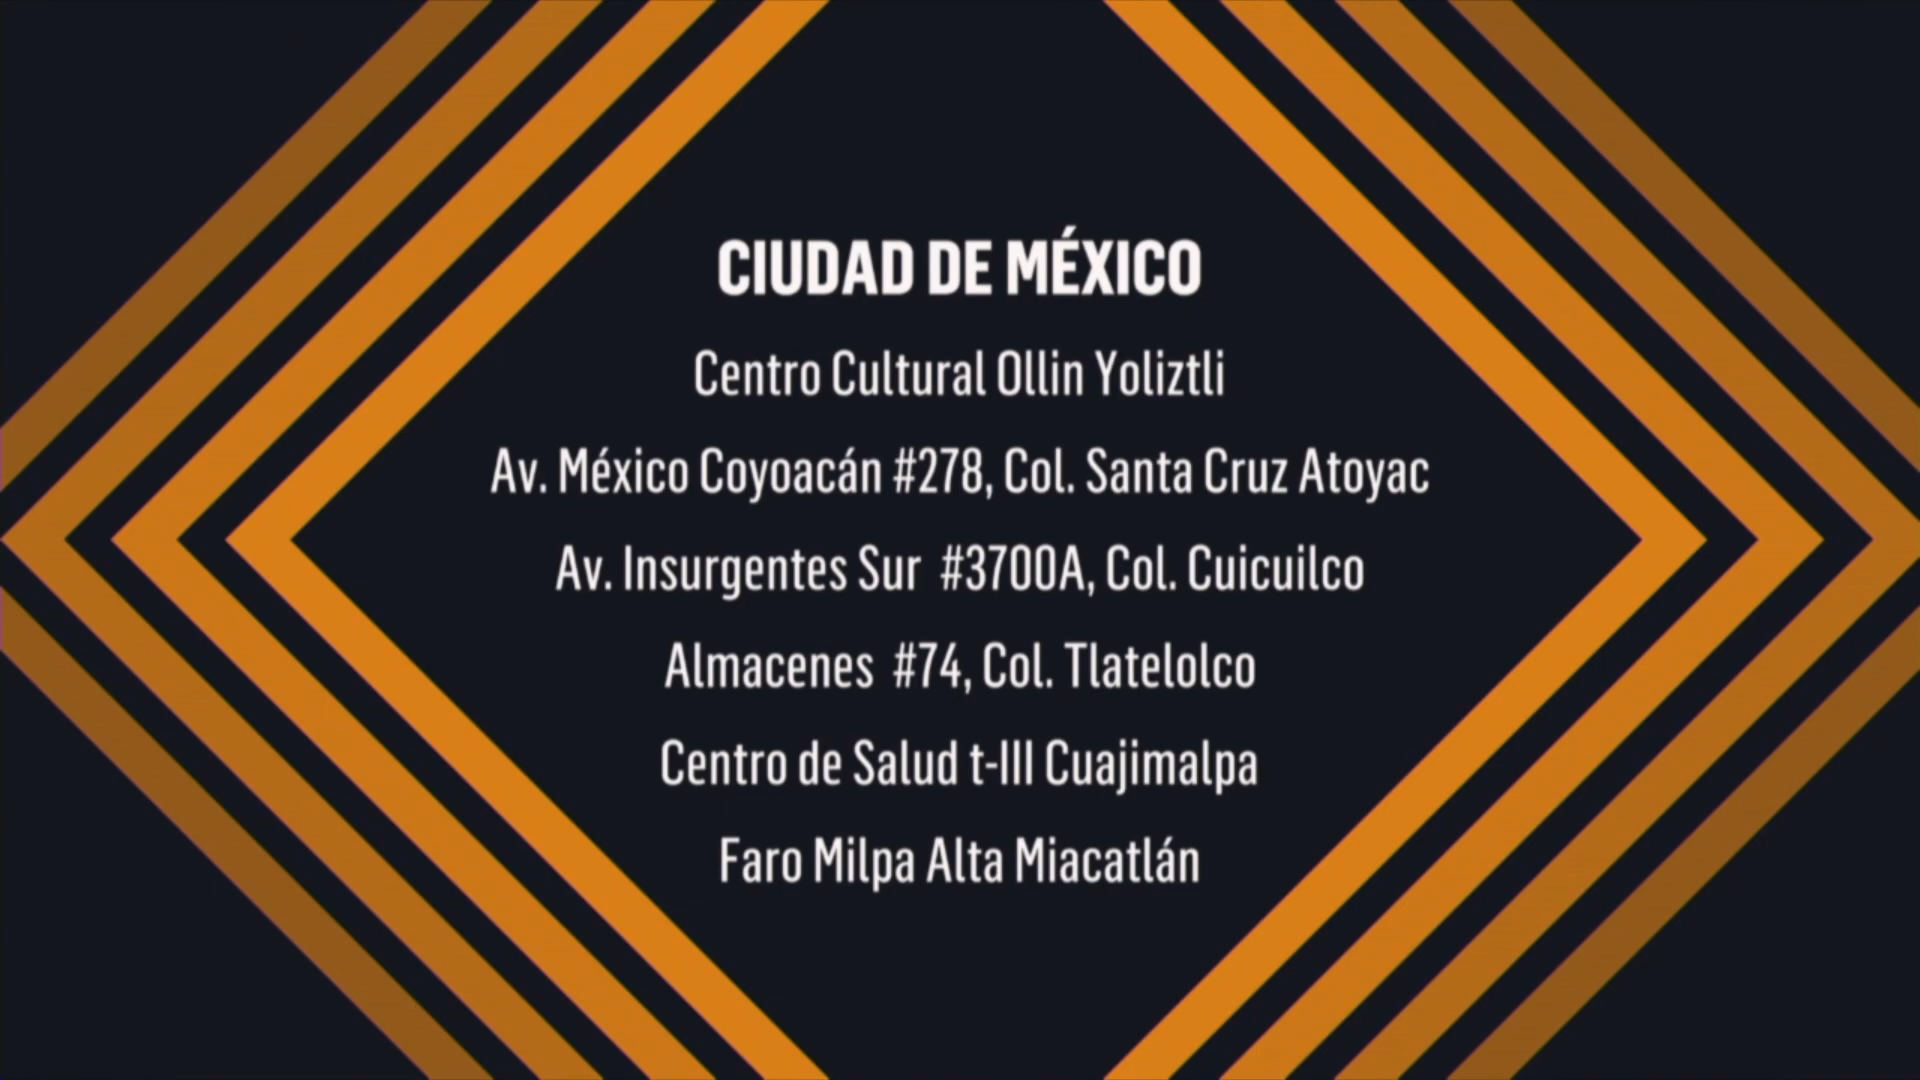 CIUDAD DE MÉXICO
Centro Cultural Ollin Yoliztli
Av. México Coyoacán #278, Col. Santa Cruz Atoyac
Av. Insurgentes Sur #3700A, Col. Cuicuilco
Almacenes #74, Col. Tlatelolco
Centro de Salud t-III Cuajimalpa
Faro Milpa Alta Miacatlán